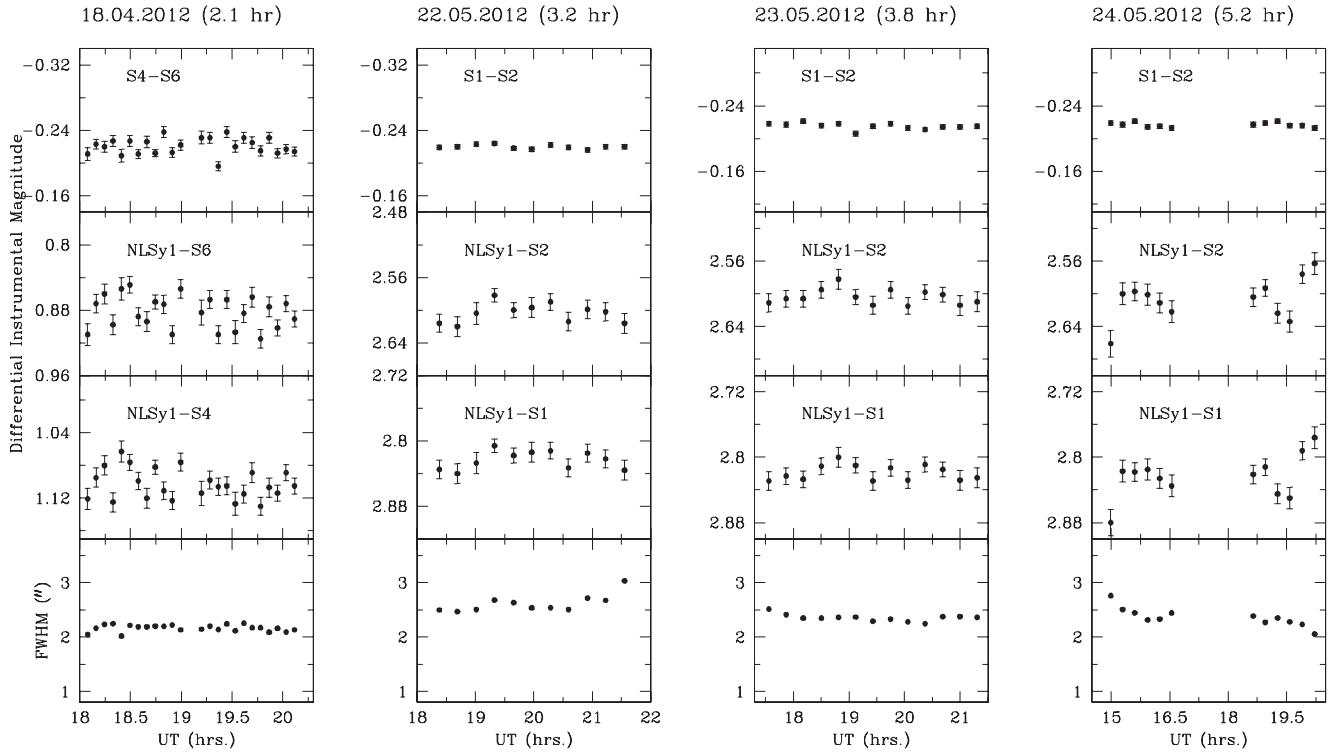 18.04.2012 (2.1 hr)
22.05.2012 (3.2 hr)
23.05.2012 (3.8 hr)
24.05.2012 (5.2 hr)
Differential Instrumental Magnitude
FWHM (″)
S4−S6
−0.32
−0.24
−0.16
NLSy1−S6
0.8
0.88
0.96
NLSy1−S4
1.04
1.12
3
2
1
18 18.5 19 19.5 20
UT (hrs.)
S1−S2
−0.32
−0.24
−0.16
2.48
NLSy1−S2
2.56
2.64
2.72
NLSy1−S1
2.8
2.88
3
2
1
18 19 20 21 22
UT (hrs.)
S1−S2
−0.24
−0.16
NLSy1−S2
2.56
2.64
2.72
NLSy1−S1
2.8
2.88
3
2
1
18 19 20 21
UT (hrs.)
S1−S2
−0.24
−0.16
NLSy1−S2
2.56
2.64
2.72
NLSy1−S1
2.8
2.88
3
2
1
15 16.5 18 19.5
UT (hrs.)